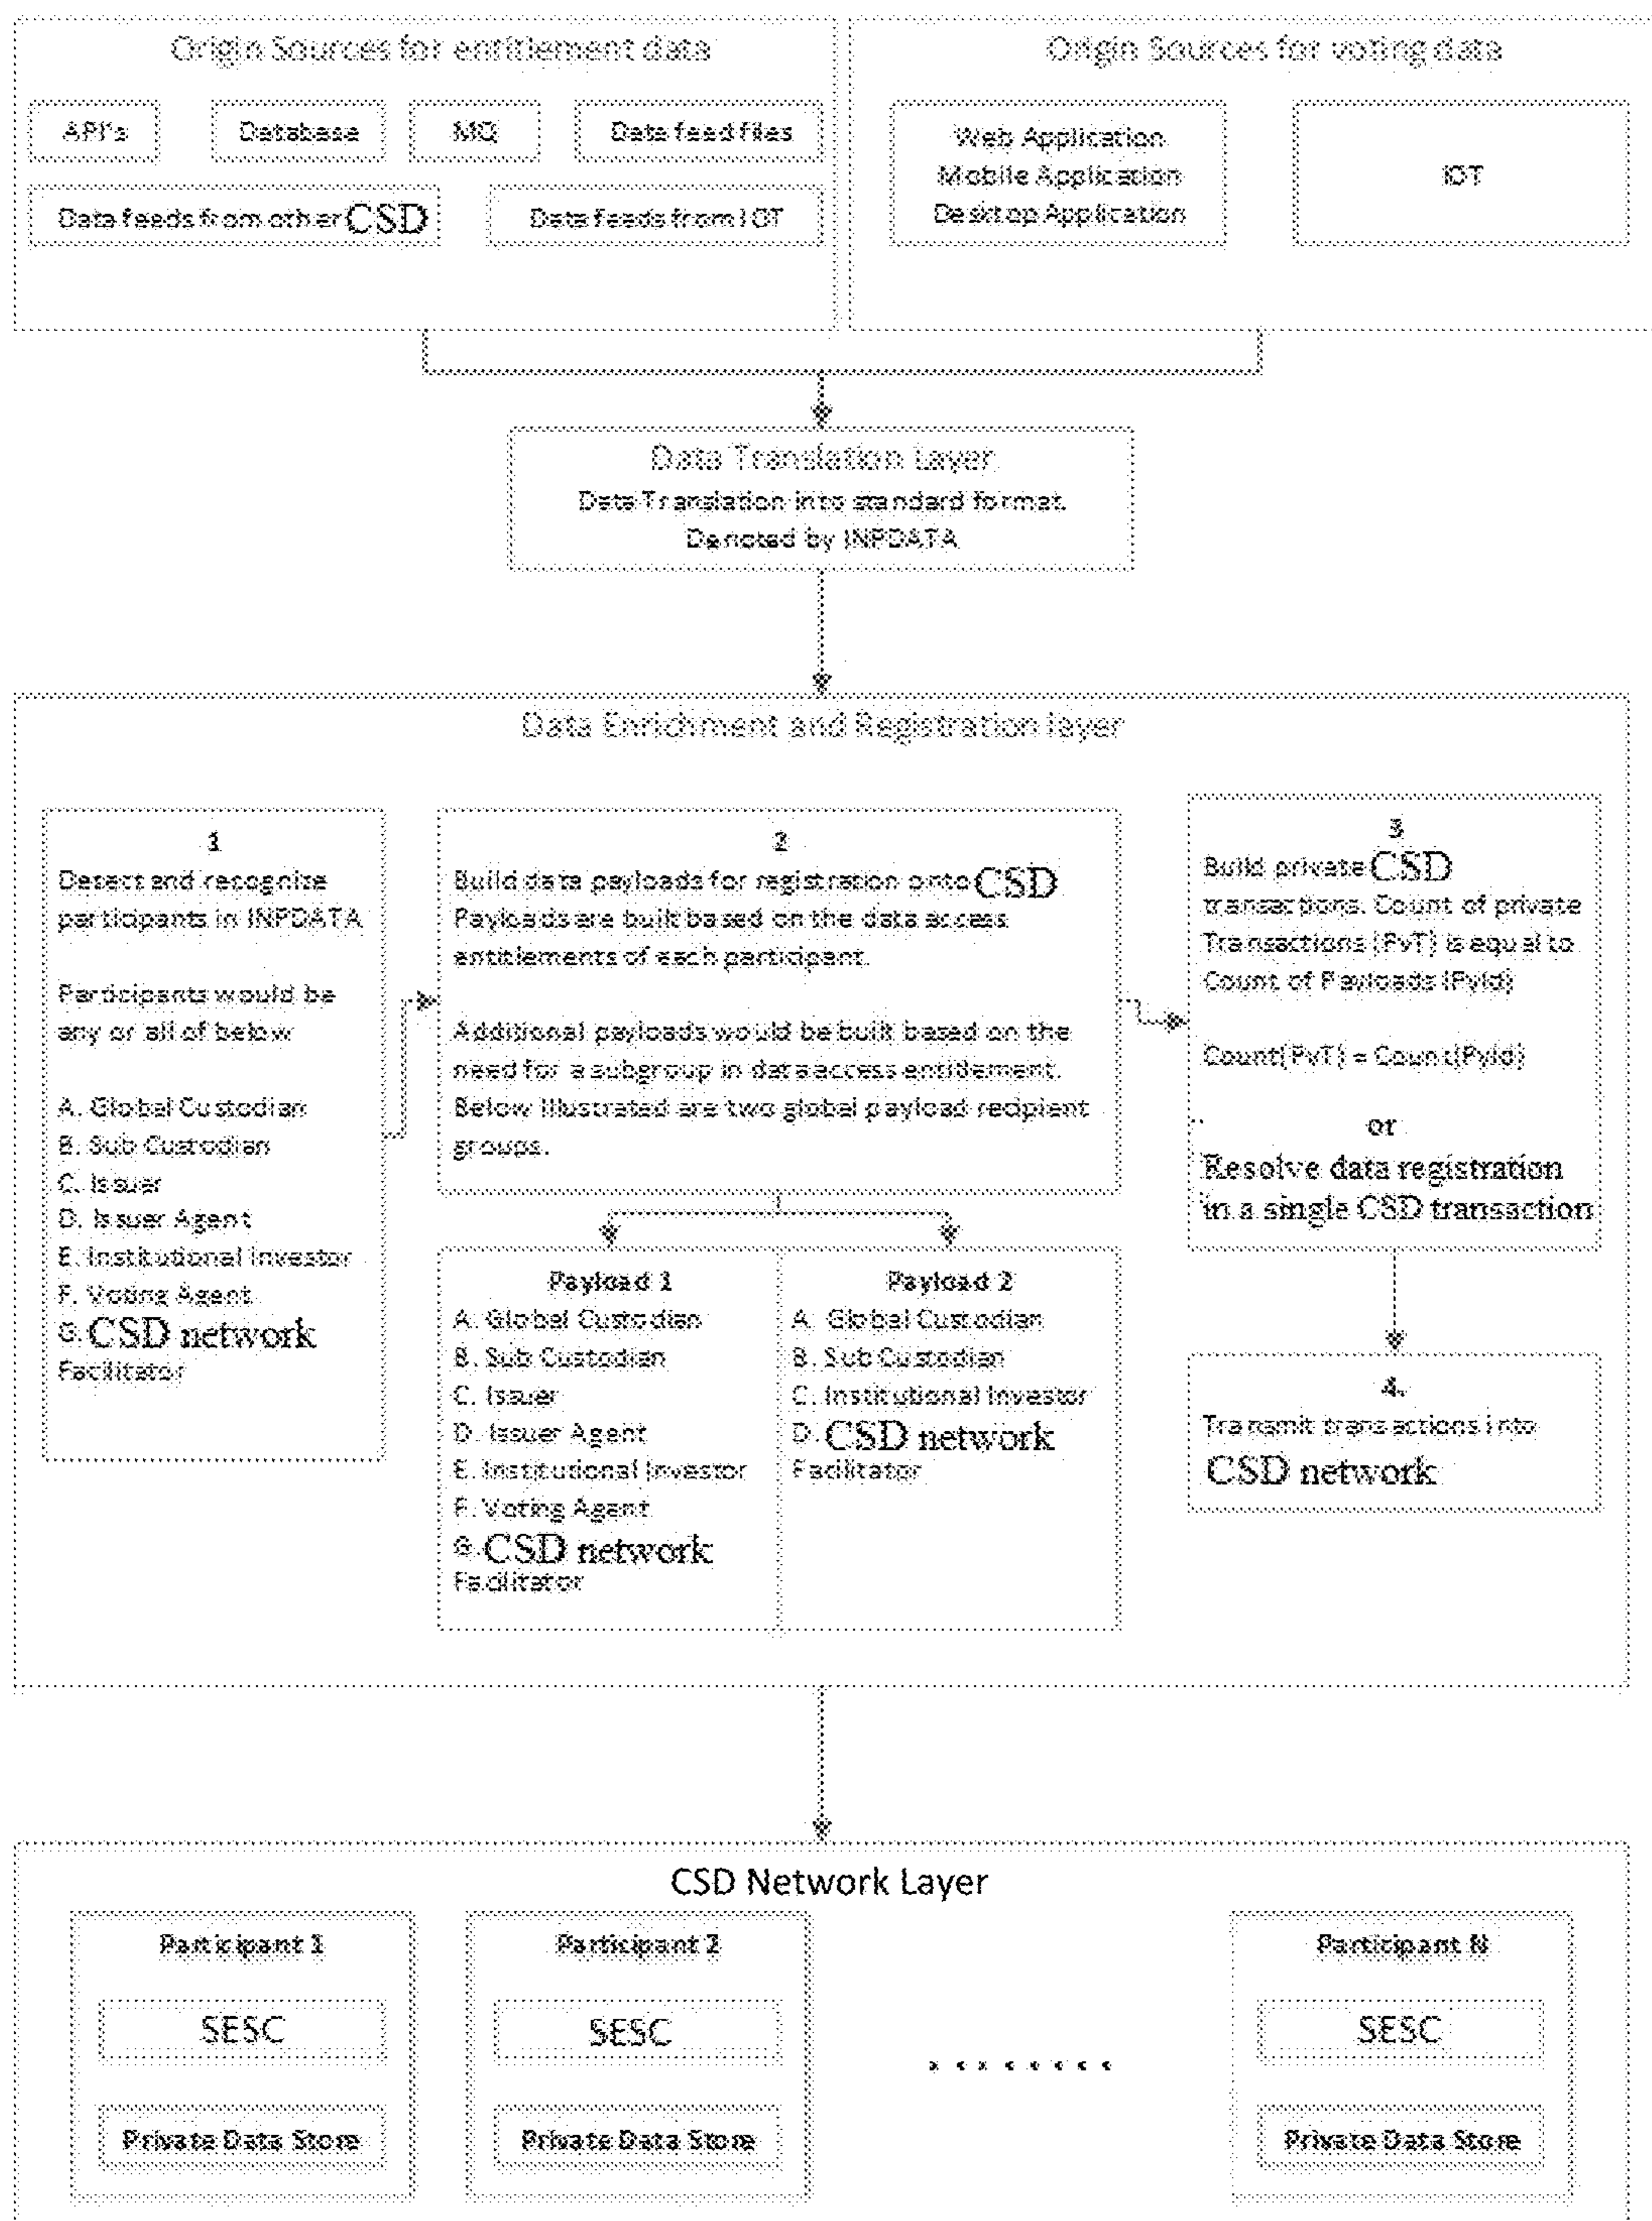 Origin Sources for entitlement data
API's
Database
MQ
Data feed files
Data feeds from other CSD
Data feeds from IOT
Origin Sources for voting data
Web Application
Mobile Application
Desktop Application
IOT
Data Translation Layer
Data Translation into standard format.
Denoted by INPDATA
Data Enrichment and Registration layer
1
Detect and recognize
participants in INPDATA
Participants would be
any or all of below
A. Global Custodian
B. Sub Custodian
C. Issuer
D. Issuer Agent
E. Institutional Investor
F. Voting Agent
G. CSD network
Facilitator
2
Build data payloads for registration onto CSD
Payloads are built based on the data access
entitlements of each participant.
Additional payloads would be built based on the
need for a subgroup in data access entitlement.
Below illustrated are two global payload recipient
groups.
Payload 1
A. Global Custodian
B. Sub Custodian
C. Issuer
D. Issuer Agent
E. Institutional Investor
F. Voting Agent
G. CSD network
Facilitator
Payload 2
A. Global Custodian
B. Sub Custodian
C. Institutional Investor
D. CSD network
Facilitator
3
Build private CSD
transactions. Count of private
Transactions (PvT) is equal to
Count of Payloads (Pyld)
Count(PvT) = Count(Pyld)
or
Resolve data registration
in a single CSD transaction
4.
Transmit transactions into
CSD network
CSD Network Layer
Participant 1
SESC
Private Data Store
Participant 2
SESC
Private Data Store
........
Participant N
SESC
Private Data Store